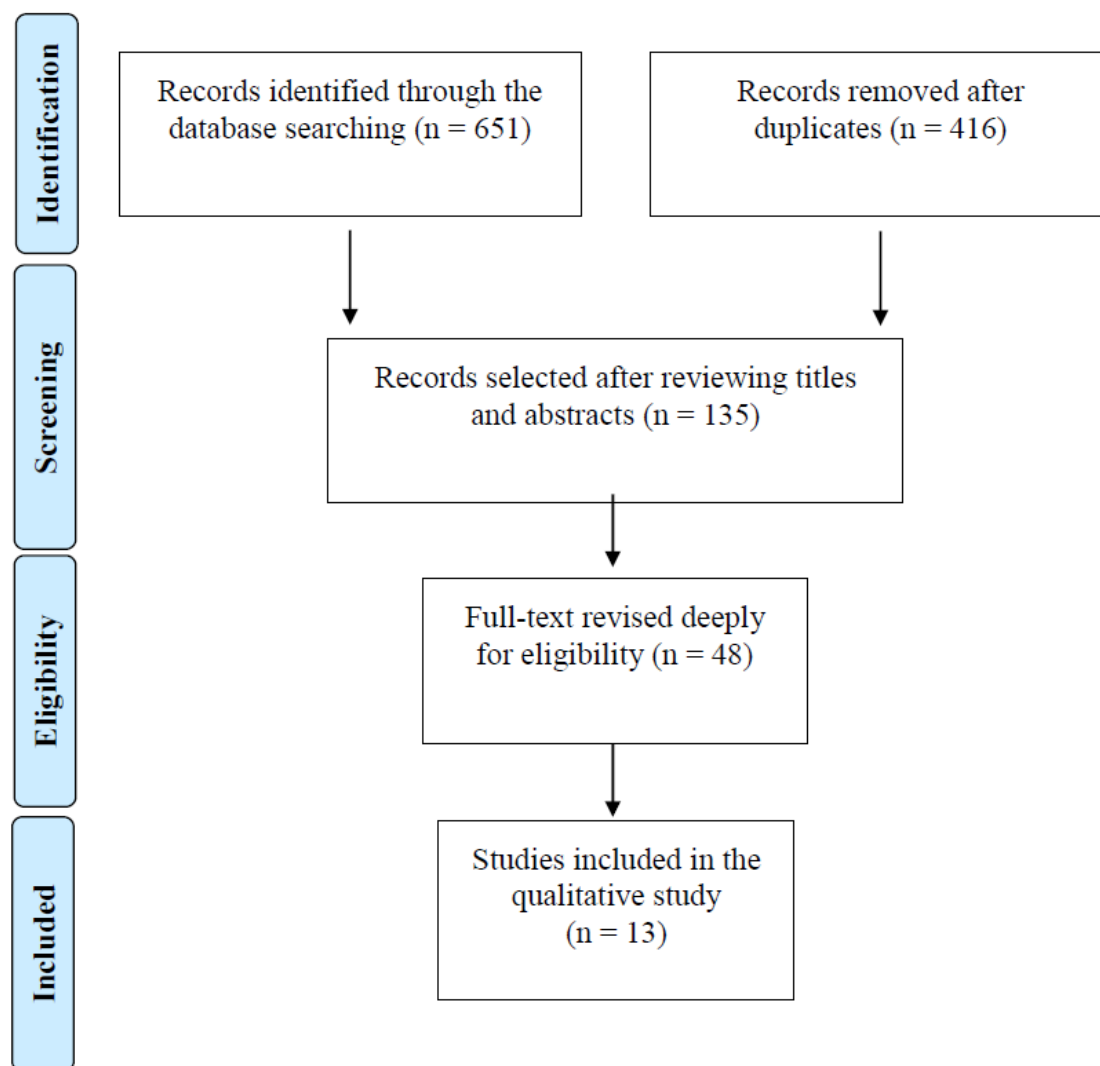 Identification
Records identified through the
database searching (n = 651)
Records removed after
duplicates (n = 416)
Screening
Records selected after reviewing titles
and abstracts (n = 135)
Eligibility
Full-text revised deeply
for eligibility (n = 48)
Included
Studies included in the
qualitative study
(n = 13)